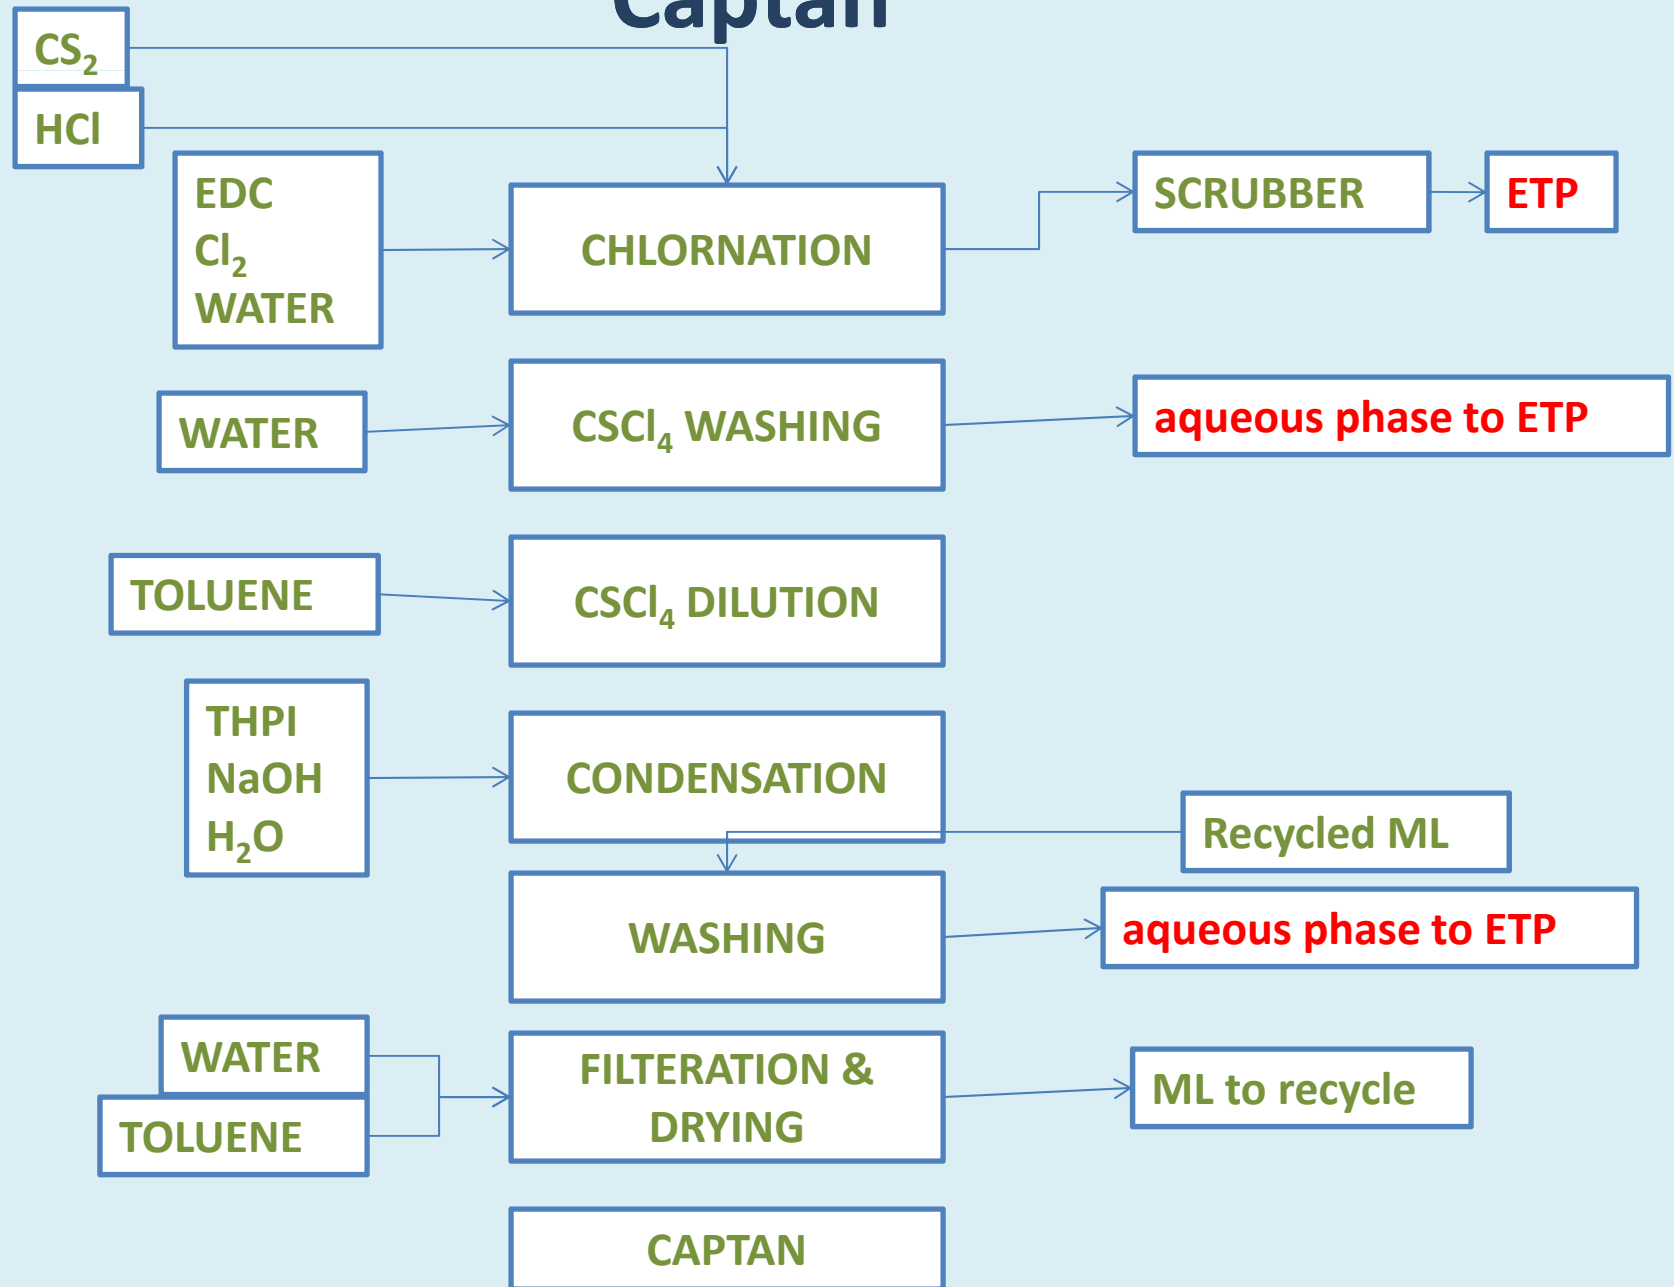 Captan
CS₂
HCl
EDC
Cl₂
WATER
CHLORNATION
SCRUBBER
ETP
WATER
CSCl₄ WASHING
aqueous phase to ETP
TOLUENE
CSCl₄ DILUTION
THPI
NaOH
H₂O
CONDENSATION
Recycled ML
WASHING
aqueous phase to ETP
WATER
TOLUENE
FILTERATION &
DRYING
ML to recycle
CAPTAN